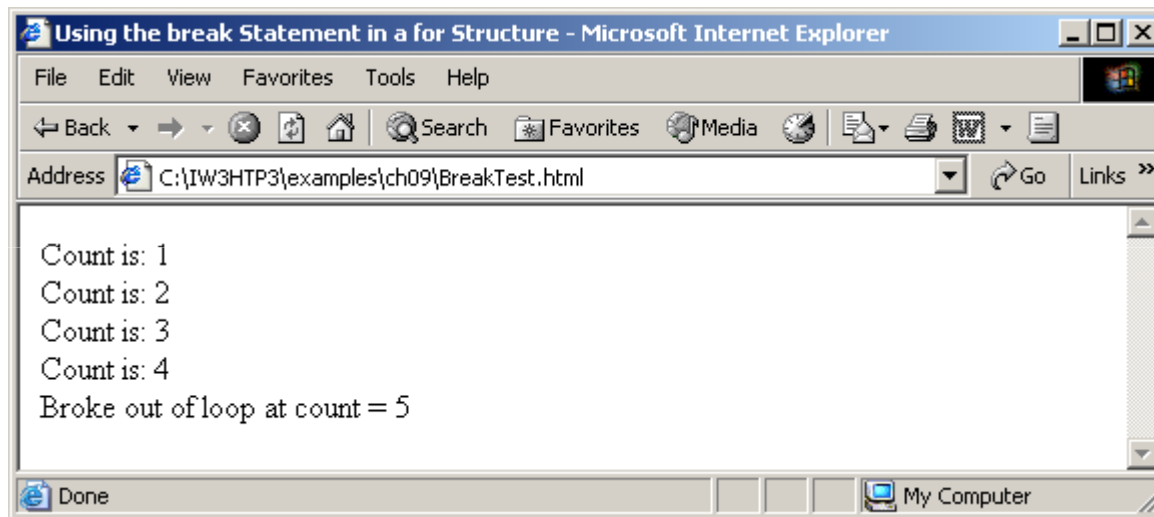 Using the break Statement in a for Structure - Microsoft Internet Explorer
File Edit View Favorites Tools Help
Back Search Favorites Media W
Address C:\IW3HTP3\examples\ch09\BreakTest.html Go Links »
Count is: 1
Count is: 2
Count is: 3
Count is: 4
Broke out of loop at count = 5
Done My Computer